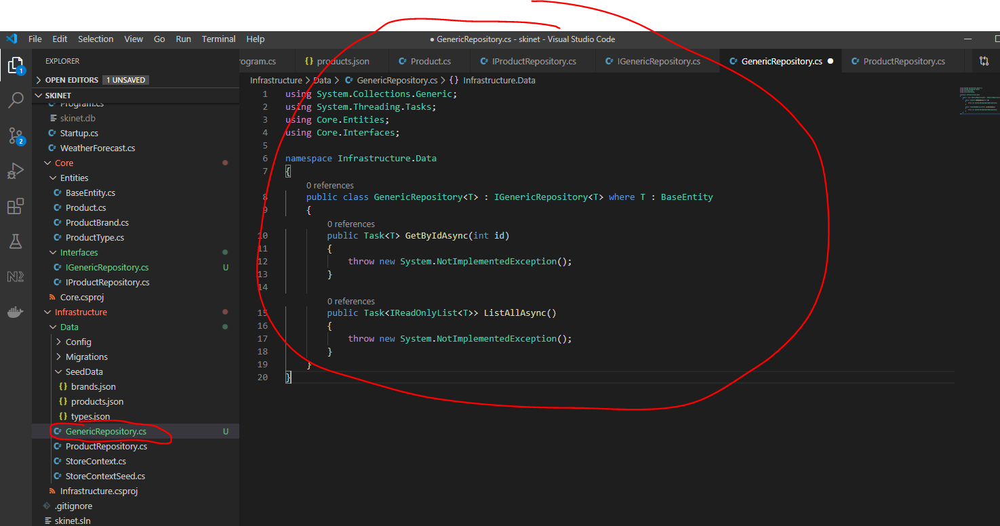 File Edit Selection View Go Run Terminal Help
● GenericRepository.cs - skinet - Visual Studio Code
EXPLORER
rogram.cs
{} products.json
C# Product.cs
C# IProductRepository.cs
C# IGenericRepository.cs
C# GenericRepository.cs ●
C# ProductRepository.cs
1
2
OPEN EDITORS 1 UNSAVED
SKINET
Program.cs
skinet.db
C# Startup.cs
C# WeatherForecast.cs
Core
Entities
C# BaseEntity.cs
C# Product.cs
C# ProductBrand.cs
C# ProductType.cs
Interfaces
C# IGenericRepository.cs U
C# IProductRepository.cs
Core.csproj
Infrastructure
Data
Config
Migrations
SeedData
{} brands.json
{} products.json
{} types.json
C# GenericRepository.cs U
C# ProductRepository.cs
C# StoreContext.cs
C# StoreContextSeed.cs
Infrastructure.csproj
.gitignore
skinet.sln
Infrastructure > Data > C# GenericRepository.cs > {} Infrastructure.Data
1 using System.Collections.Generic;
2 using System.Threading.Tasks;
3 using Core.Entities;
4 using Core.Interfaces;
5
6 namespace Infrastructure.Data
7 {
0 references
8 public class GenericRepository<T> : IGenericRepository<T> where T : BaseEntity
9 {
0 references
10 public Task<T> GetByIdAsync(int id)
11 {
12 throw new System.NotImplementedException();
13 }
14
0 references
15 public Task<IReadOnlyList<T>> ListAllAsync()
16 {
17 throw new System.NotImplementedException();
18 }
19 }
20 }